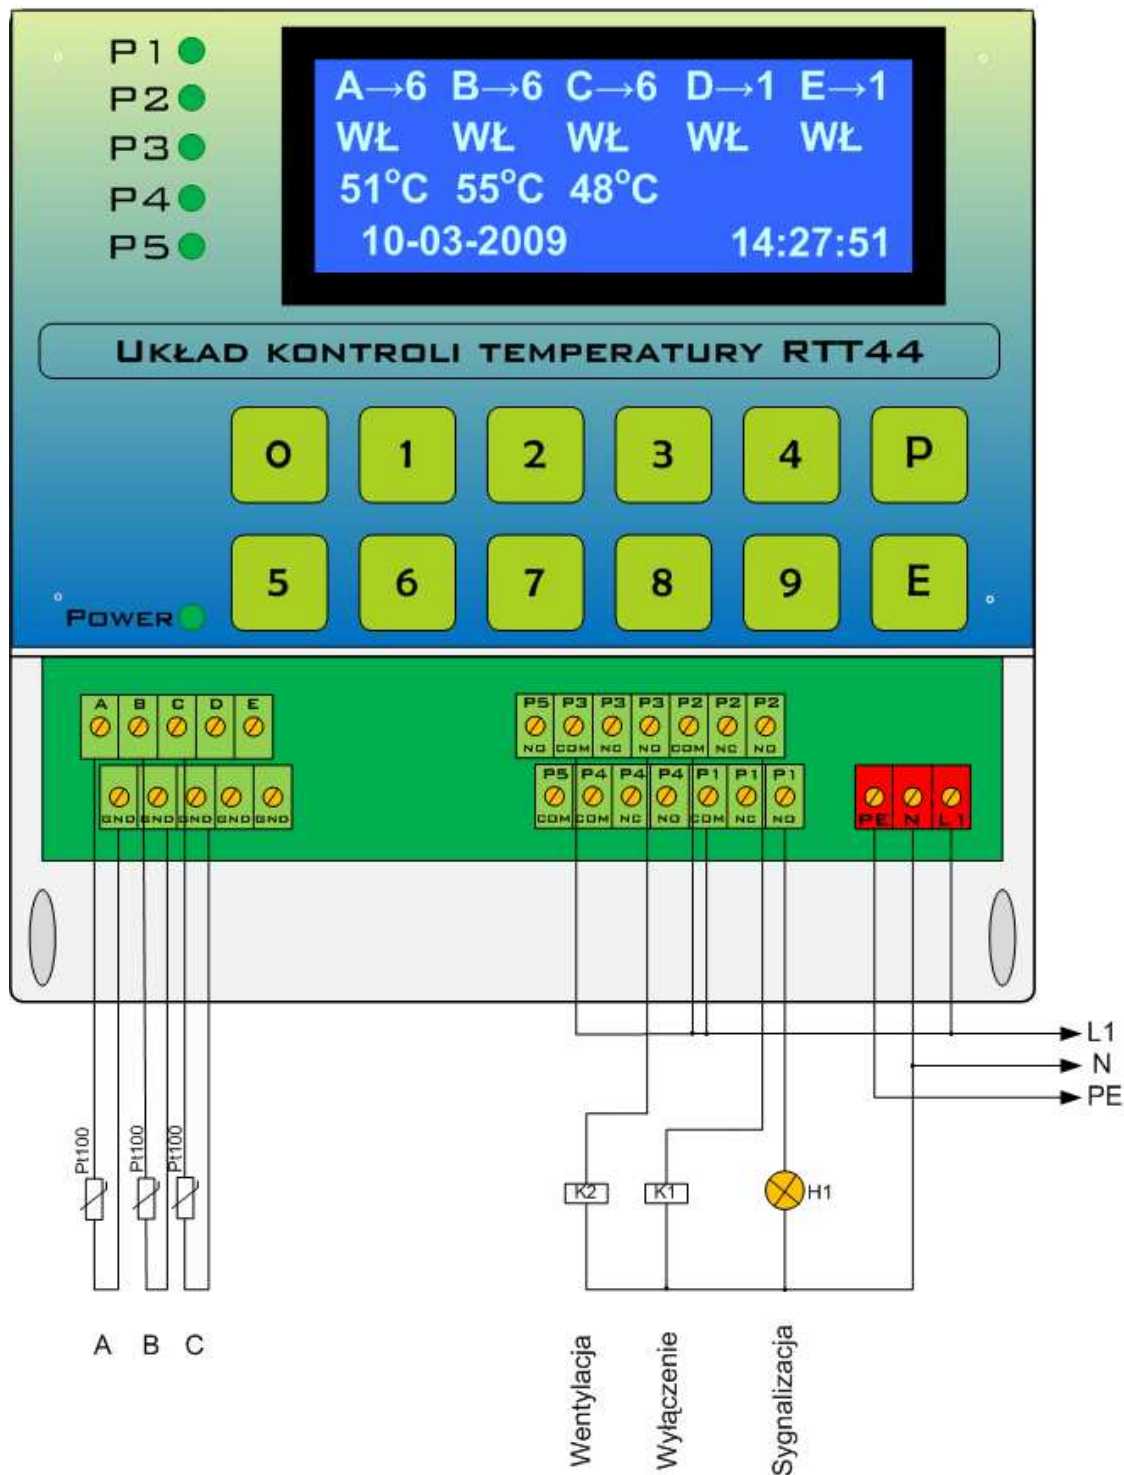 P1
P2
P3
P4
P5
A→6 B→6 C→6 D→1 E→1
WŁ WŁ WŁ WŁ WŁ
51°C 55°C 48°C
10-03-2009 14:27:51
UKŁAD KONTROLI TEMPERATURY RTT44
0 1 2 3 4 P
5 6 7 8 9 E
POWER
A B C D E
GND GND GND GND GND
P5 P3 P3 P3 P2 P2 P2
NO COM NC NO COM NC NO
P5 P4 P4 P4 P1 P1 P1
COM COM NC NO COM NC NO
PE N L1
L1
N
PE
Pt100 Pt100 Pt100
K2 K1 H1
A B C
Wentylacja
Wyłączenie
Sygnalizacja